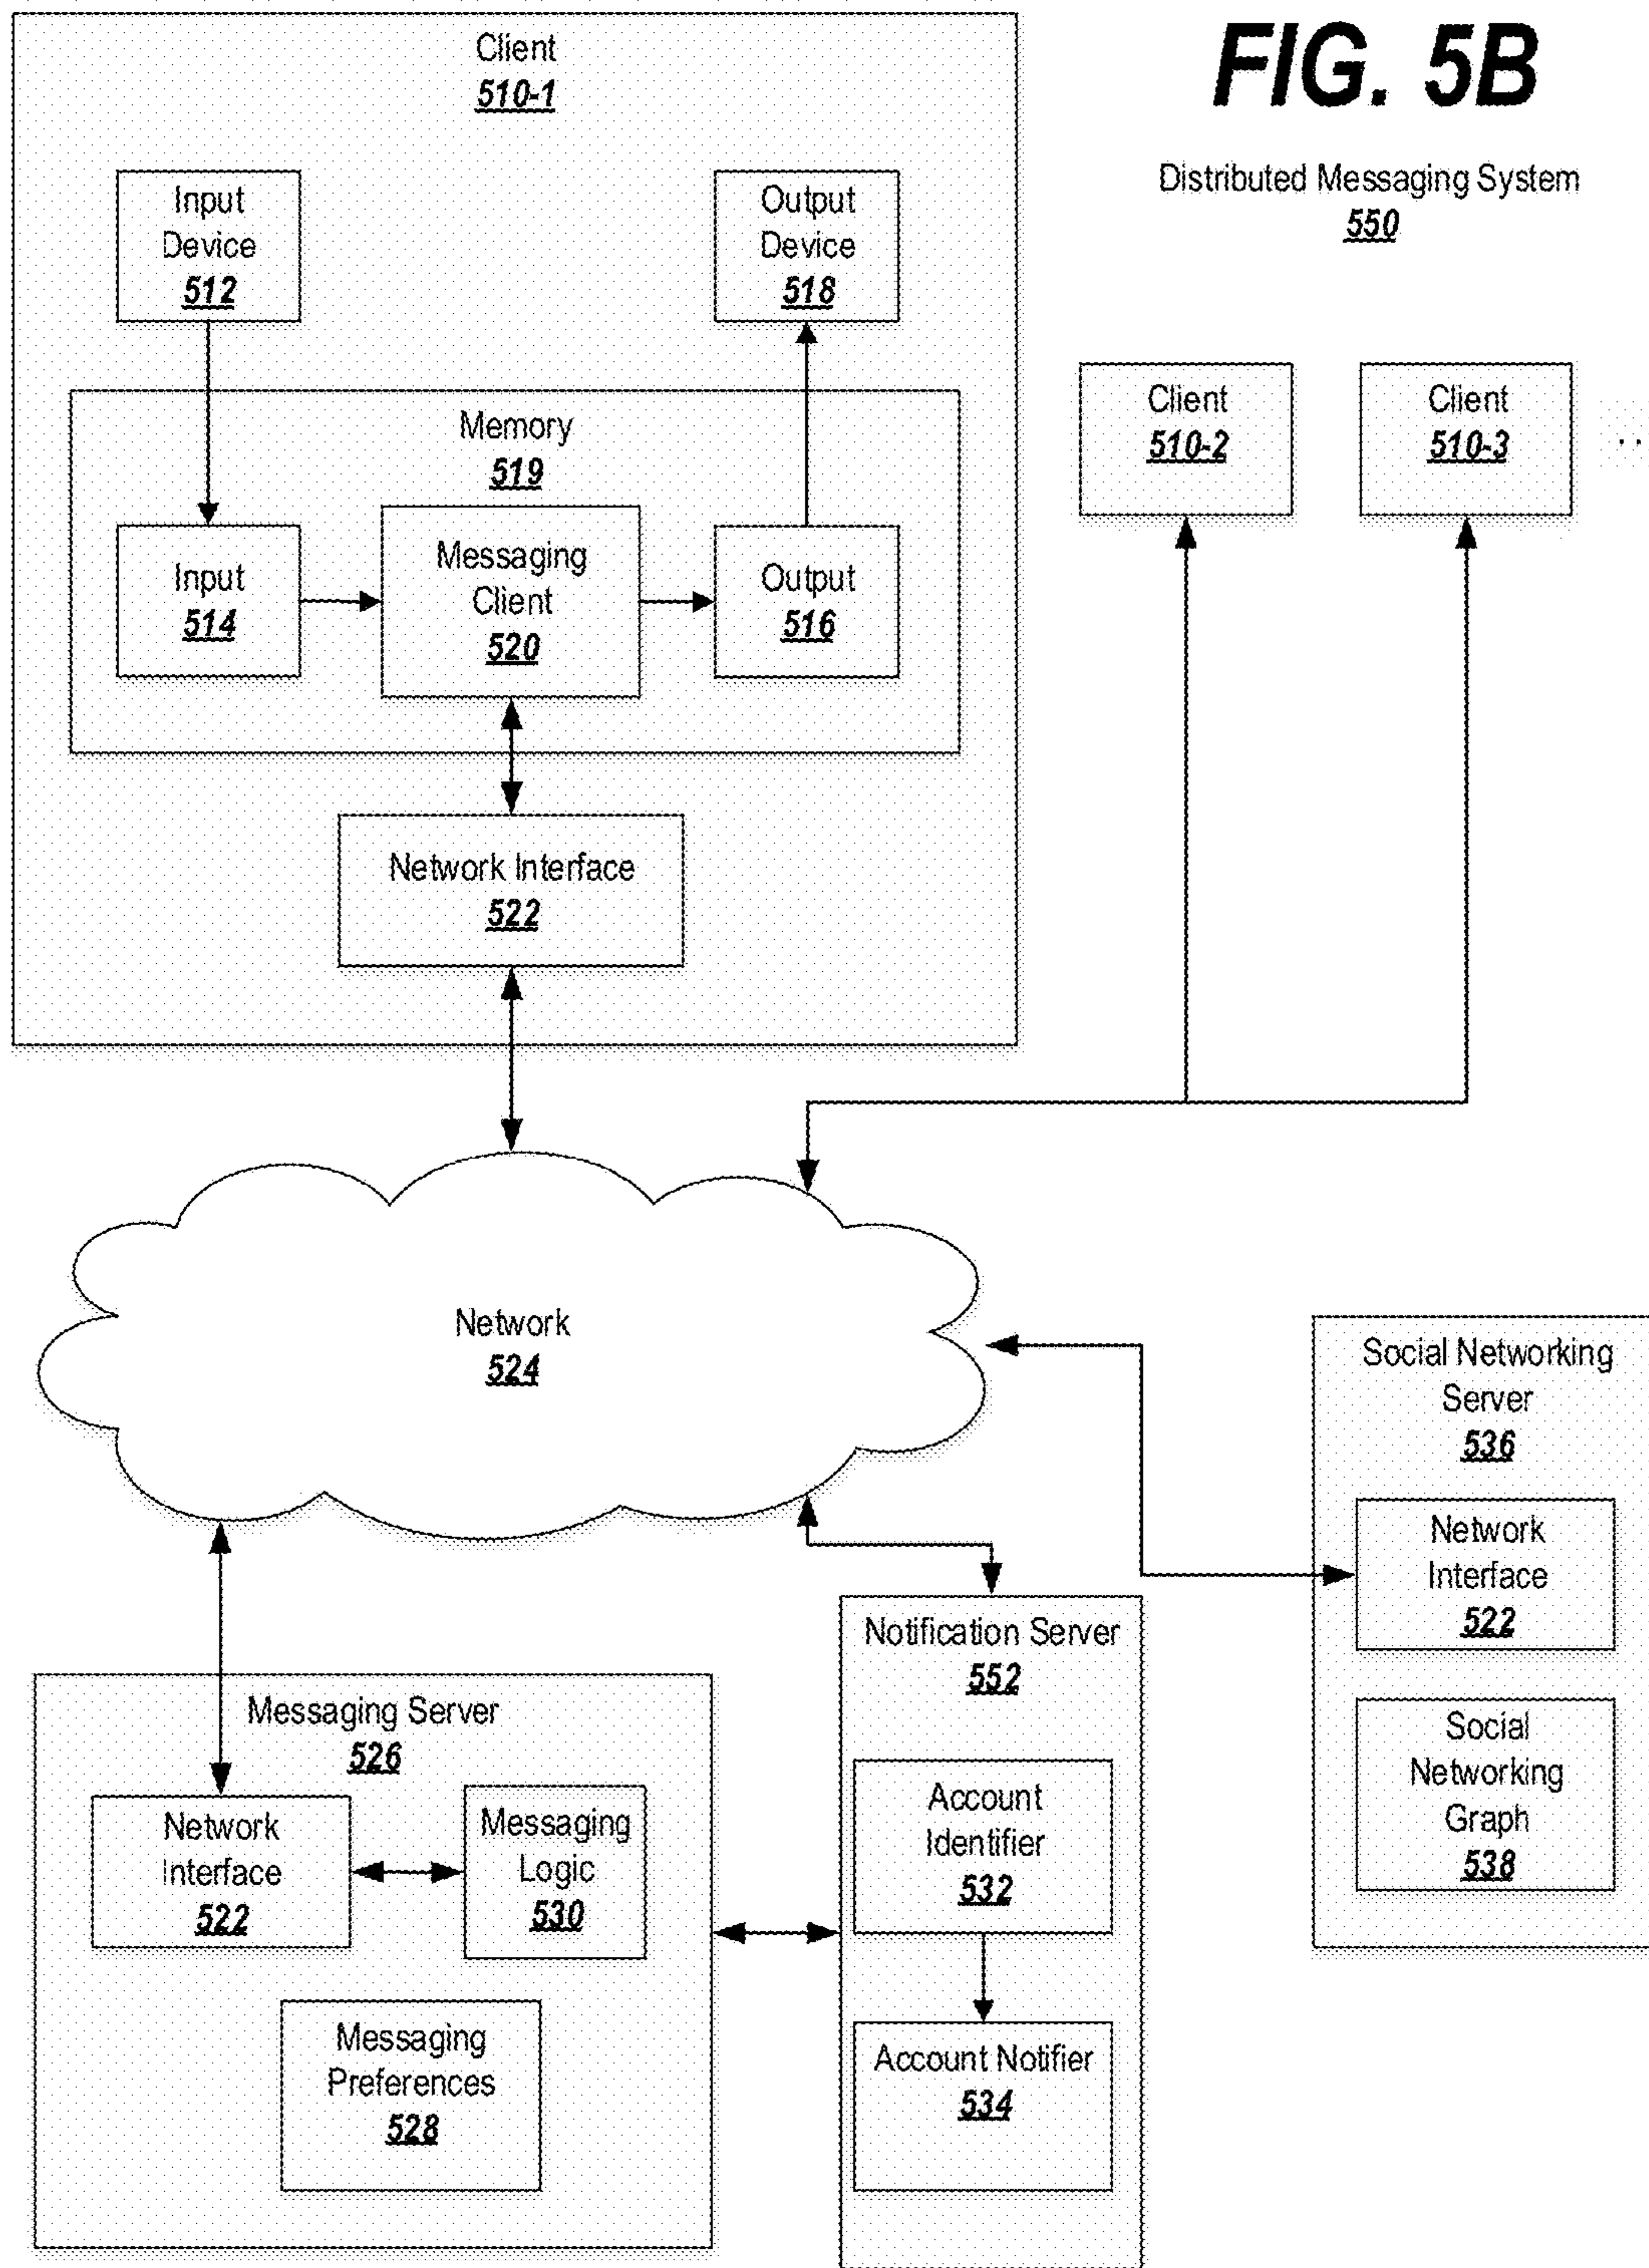 FIG. 5B
Distributed Messaging System
550
Client
510-1
Input
Device
512
Output
Device
518
Memory
519
Input
514
Messaging
Client
520
Output
516
Network Interface
522
Client
510-2
Client
510-3
..
Network
524
Social Networking
Server
536
Network
Interface
522
Social
Networking
Graph
538
Messaging Server
526
Network
Interface
522
Messaging
Logic
530
Messaging
Preferences
528
Notification Server
552
Account
Identifier
532
Account Notifier
534